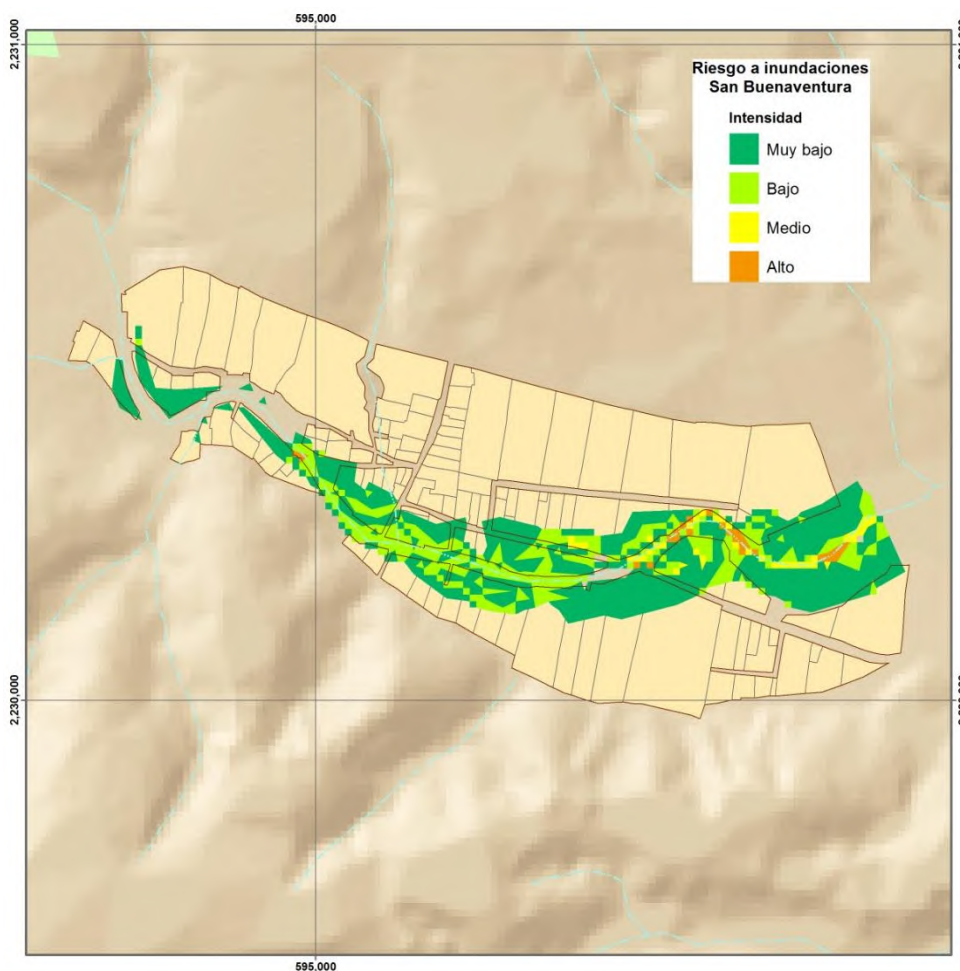 595,000
2,231,000
Riesgo a inundaciones
San Buenaventura
Intensidad
Muy bajo
Bajo
Medio
Alto
2,230,000
595,000